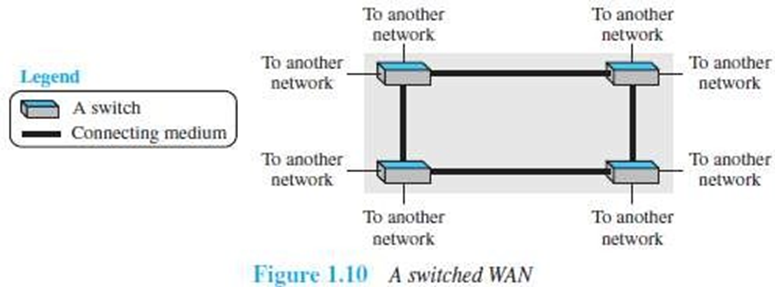 To another
network
To another
network
To another
network
To another
network
Legend
A switch
Connecting medium
To another
network
To another
network
To another
network
To another
network
Figure 1.10 A switched WAN